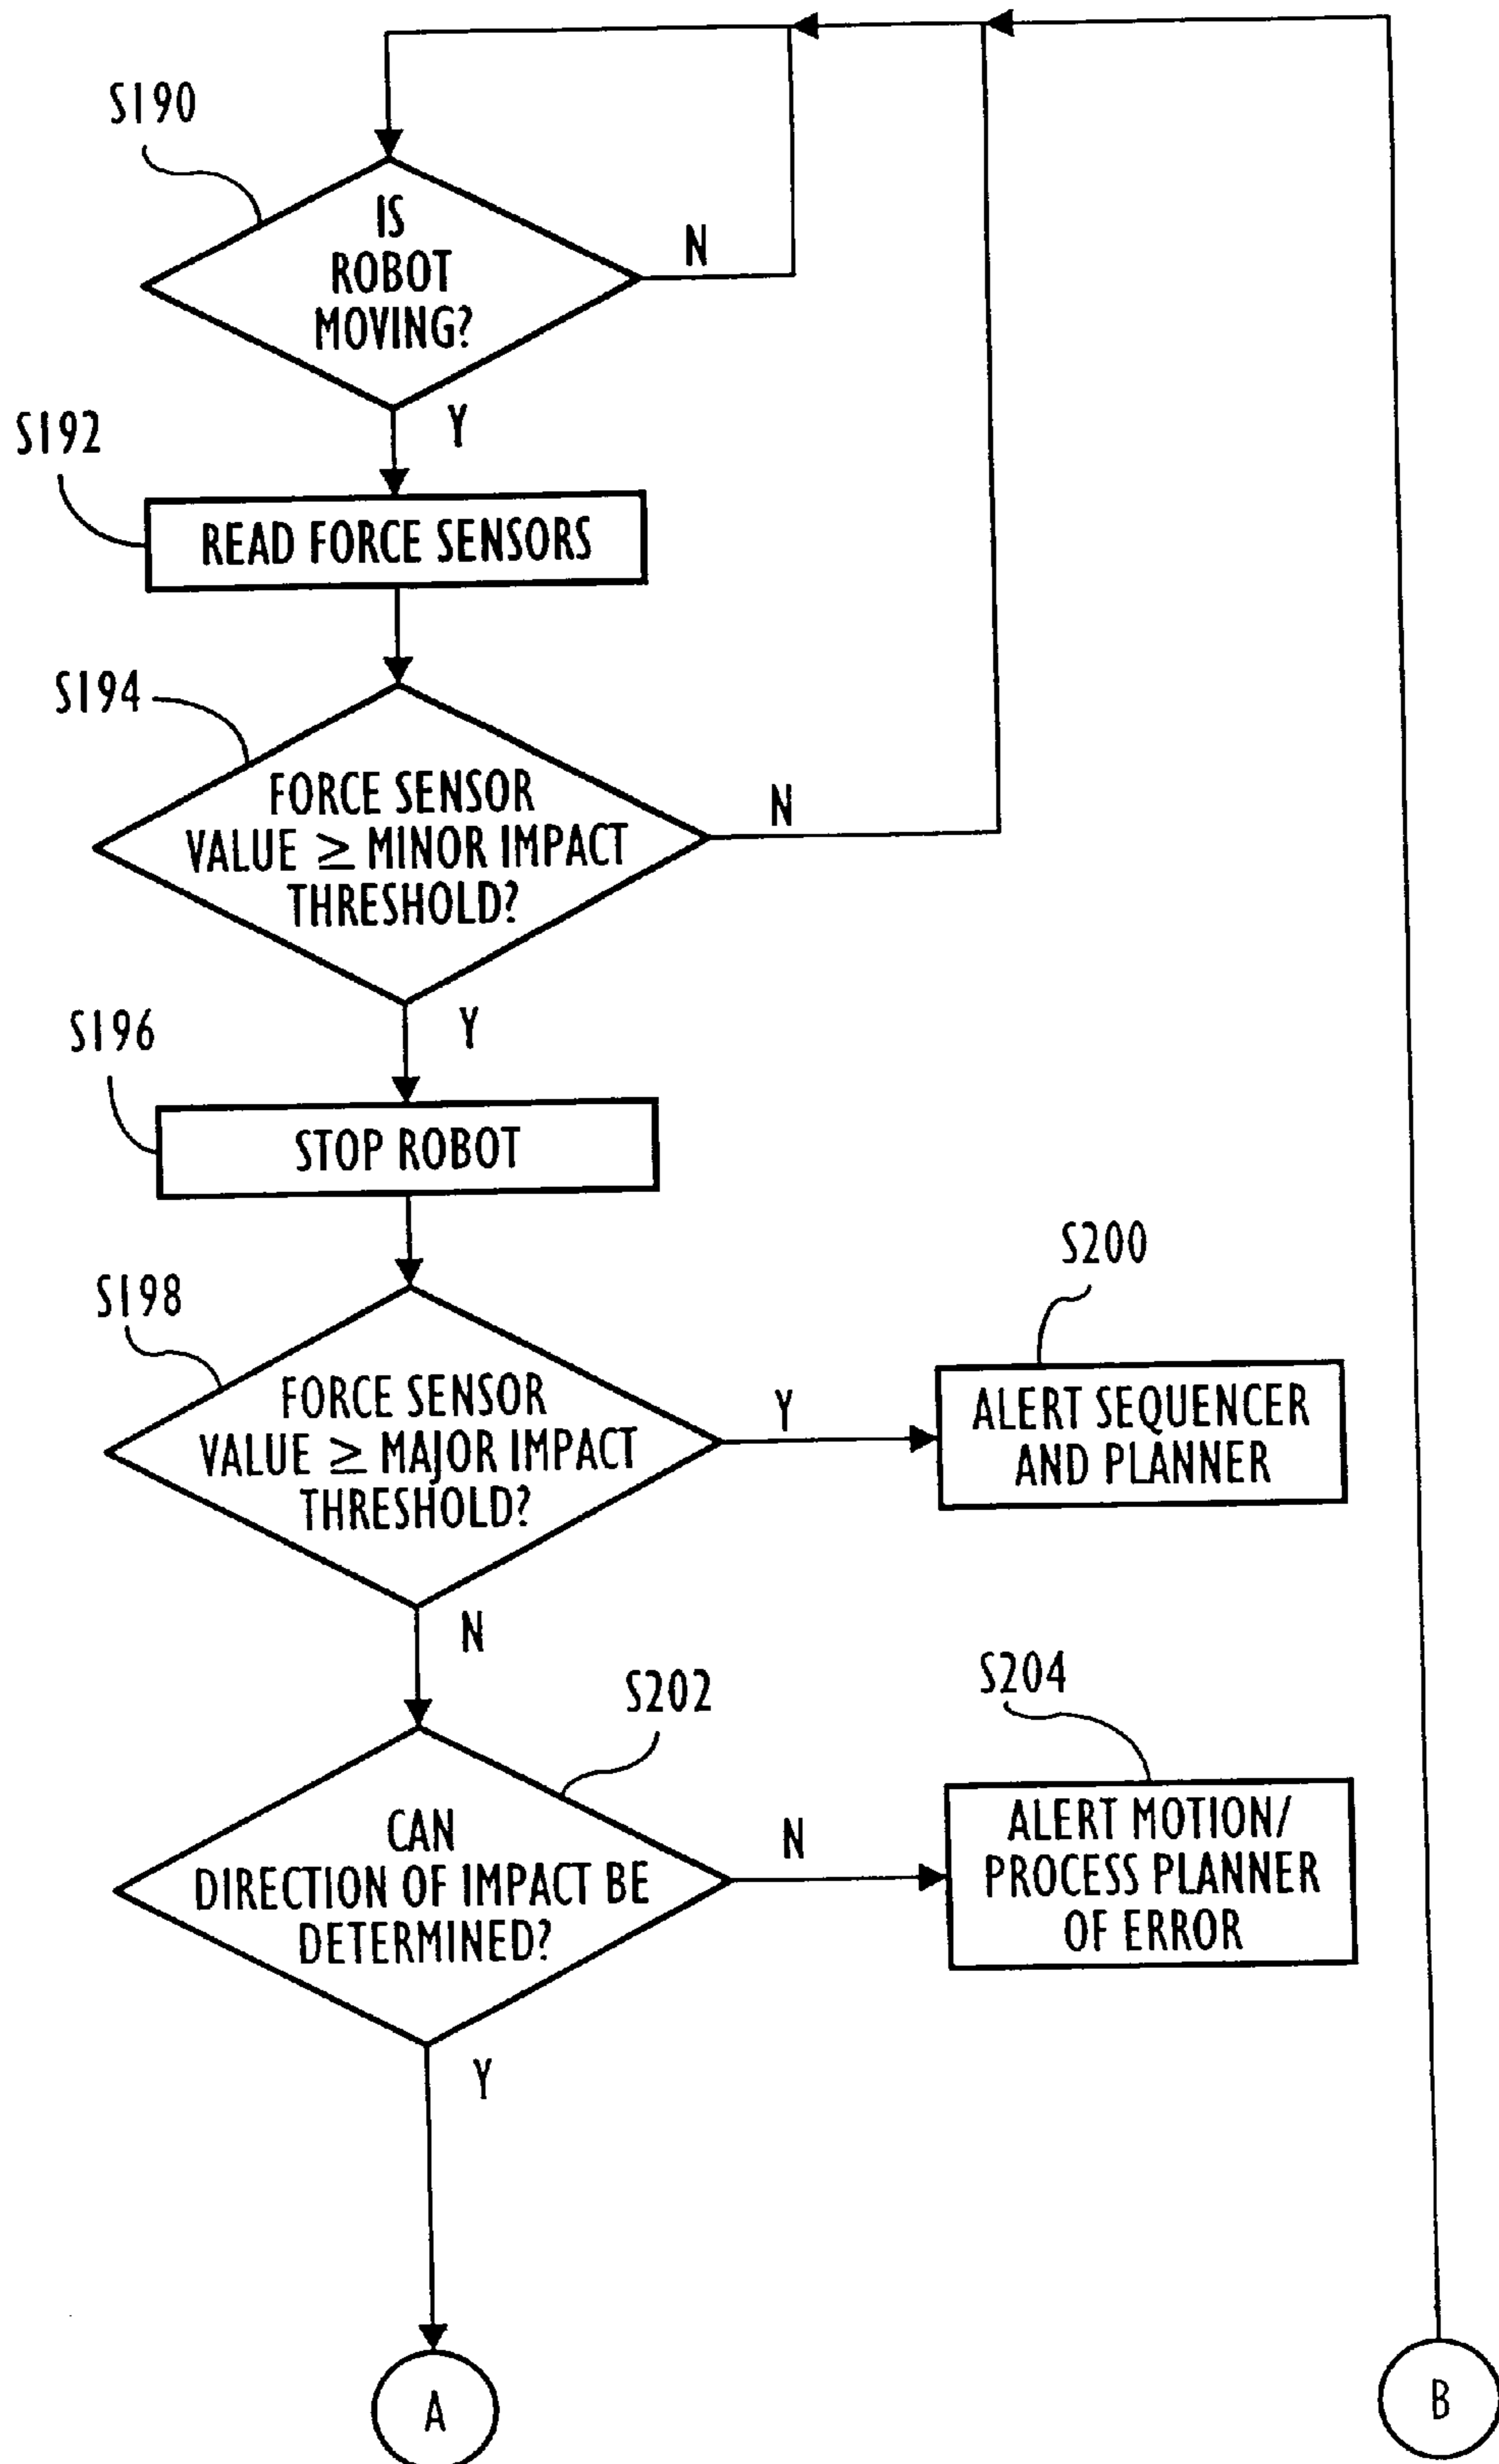 S190
IS
ROBOT
MOVING?
N
Y
S192
READ FORCE SENSORS
S194
FORCE SENSOR
VALUE ≥ MINOR IMPACT
THRESHOLD?
N
Y
S196
STOP ROBOT
S198
FORCE SENSOR
VALUE ≥ MAJOR IMPACT
THRESHOLD?
Y
S200
ALERT SEQUENCER
AND PLANNER
N
S202
CAN
DIRECTION OF IMPACT BE
DETERMINED?
N
S204
ALERT MOTION/
PROCESS PLANNER
OF ERROR
Y
A
B